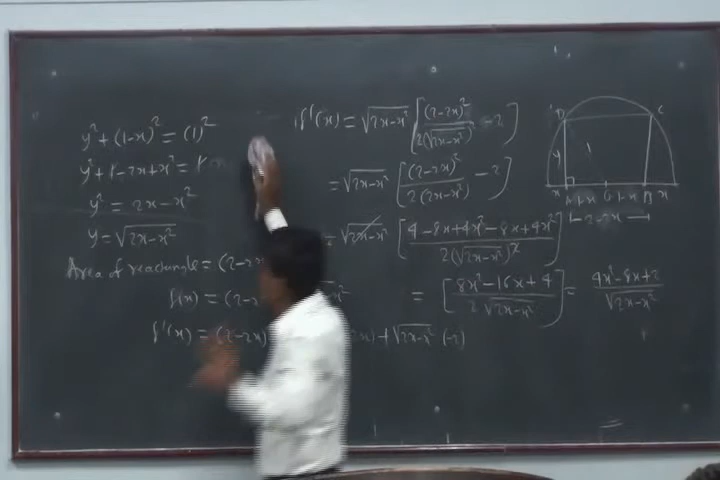 y² + (1-x)² = (1)²
y² + 1 - 2x + x² = 1
y² = 2x - x²
y = √(2x-x²)
Area of reactangle = (2-2x
f(x) = (2-
f'(x) = (2-2x) + √(2x-x²) (-2)
f'(x) = √(2x-x²) [ (2-2x)² / 2(√(2x-x²))² - 2 ]
= √(2x-x²) [ (2-2x)² / 2(2x-x²) - 2 ]
= √(2x-x²) [ 4-8x+4x²-8x+4x² / 2(√(2x-x²))² ]
= [ 8x²-16x+4 / 2√(2x-x²) ] = 4x²-8x+2 / √(2x-x²)
D C
y 1
x A 1-x 0 1-x B x
2-2x